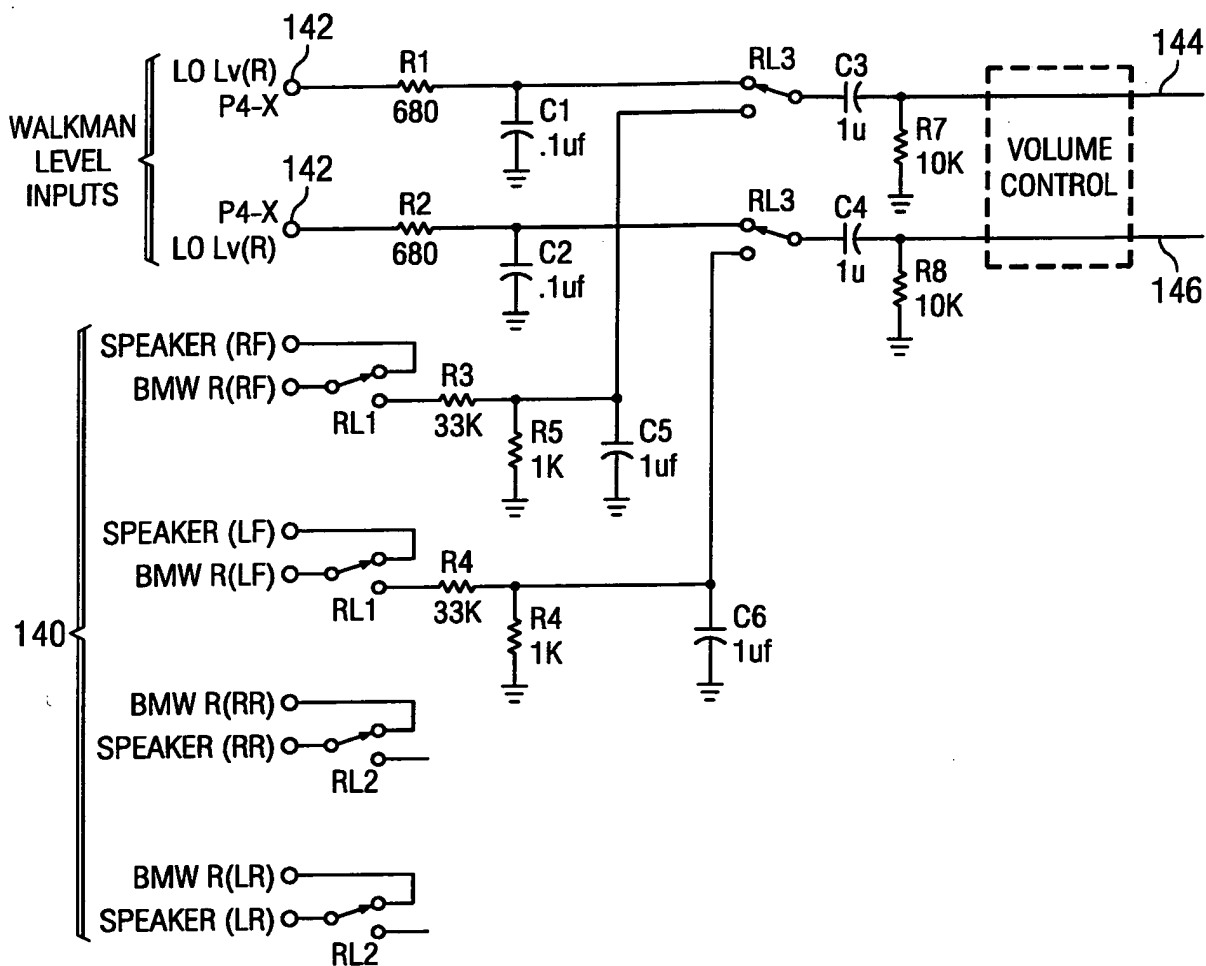 142
LO Lv(R)
P4-X
R1
680
C1
.1uf
RL3
C3
1u
R7
10K
144
WALKMAN
LEVEL
INPUTS
VOLUME
CONTROL
142
P4-X
LO Lv(R)
R2
680
C2
.1uf
RL3
C4
1u
R8
10K
146
SPEAKER (RF)
BMW R(RF)
RL1
R3
33K
R5
1K
C5
1uf
SPEAKER (LF)
BMW R(LF)
RL1
R4
33K
R4
1K
C6
1uf
140
BMW R(RR)
SPEAKER (RR)
RL2
BMW R(LR)
SPEAKER (LR)
RL2